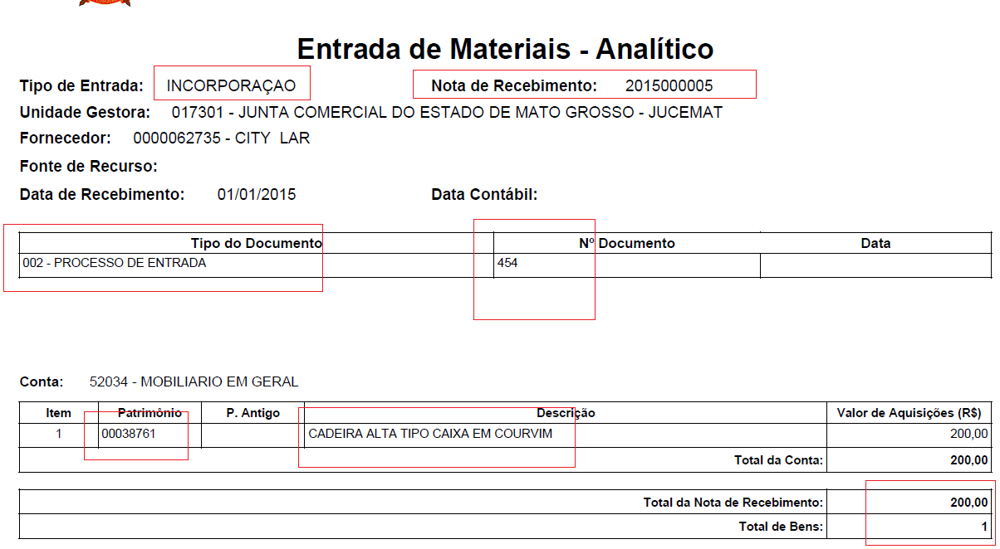 Entrada de Materiais - Analítico
Tipo de Entrada: INCORPORAÇAO Nota de Recebimento: 2015000005
Unidade Gestora: 017301 - JUNTA COMERCIAL DO ESTADO DE MATO GROSSO - JUCEMAT
Fornecedor: 0000062735 - CITY LAR
Fonte de Recurso:
Data de Recebimento: 01/01/2015 Data Contábil:
Tipo do Documento Nº Documento Data
002 - PROCESSO DE ENTRADA 454
Conta: 52034 - MOBILIARIO EM GERAL
Item Patrimônio P. Antigo Descrição Valor de Aquisições (R$)
1 00038761 CADEIRA ALTA TIPO CAIXA EM COURVIM 200,00
Total da Conta: 200,00
Total da Nota de Recebimento: 200,00
Total de Bens: 1